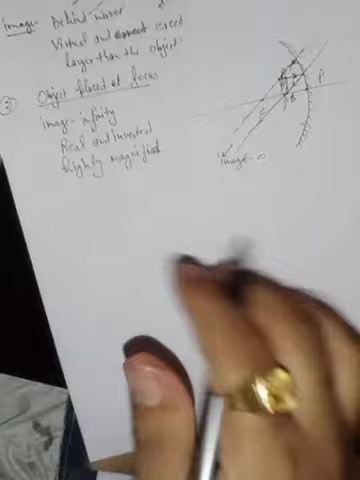 image- Behind mirror
Virtual and erect
larger than the object.
② Object placed at focus
image- infinity
Real and inverted
highly magnified
P
image- ∞